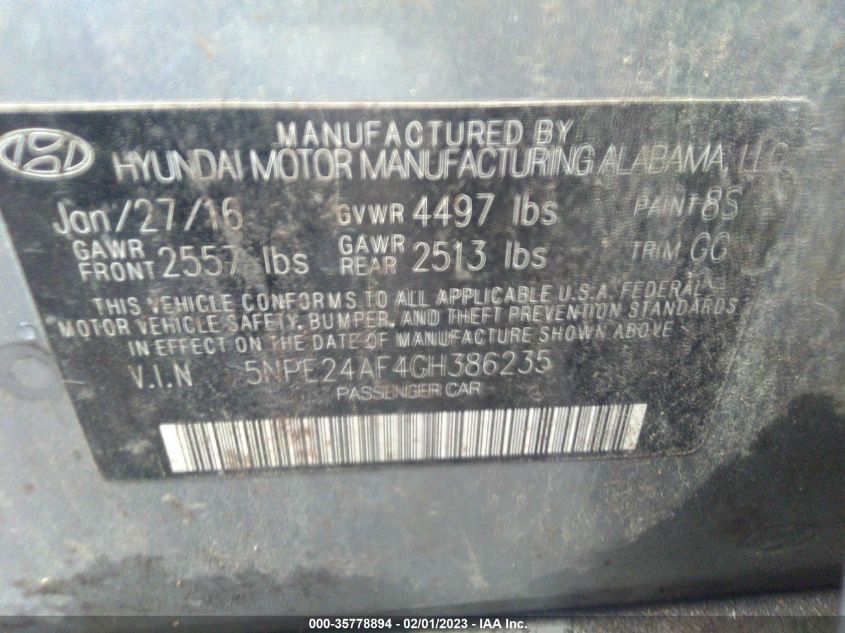 MANUFACTURED BY
HYUNDAI MOTOR MANUFACTURING ALABAMA, LLC
Jan/27/16 GVWR 4497 lbs PAINT 8S
GAWR FRONT 2557 lbs GAWR REAR 2513 lbs TRIM GG
THIS VEHICLE CONFORMS TO ALL APPLICABLE U.S.A. FEDERAL
MOTOR VEHICLE SAFETY, BUMPER, AND THEFT PREVENTION STANDARDS
IN EFFECT ON THE DATE OF MANUFACTURE SHOWN ABOVE
V.I.N 5NPE24AF4GH386235
PASSENGER CAR
000-35778894 - 02/01/2023 - Copyright IAA, Inc.